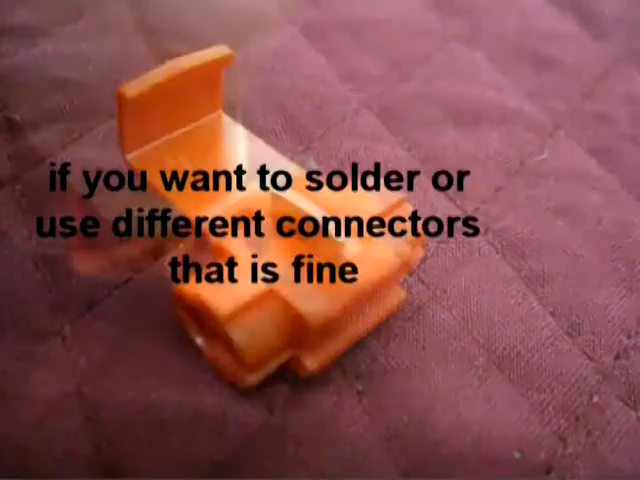 if you want to solder or
use different connectors
that is fine